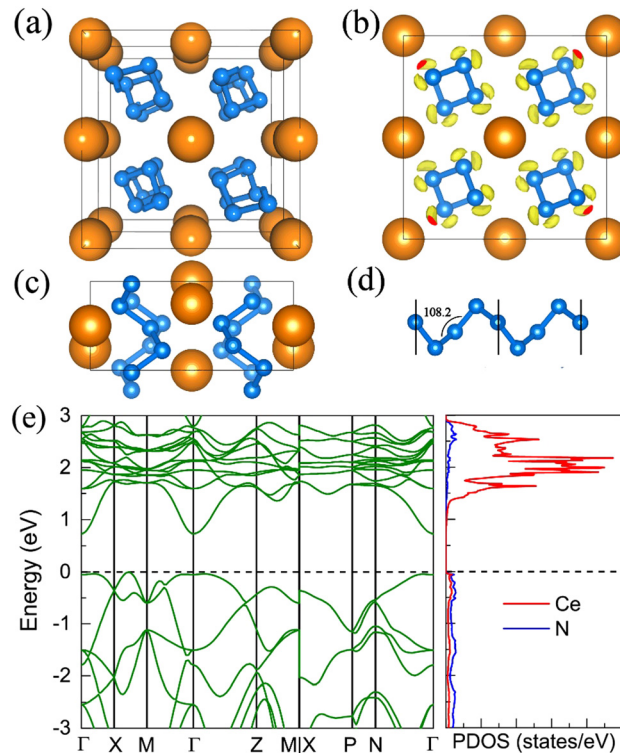 (a)
(b)
(c)
(d)
108.2
(e)
3
2
1
0
-1
-2
-3
Energy (eV)
Γ X M Γ Z M|X P N Γ
Ce
N
PDOS (states/eV)